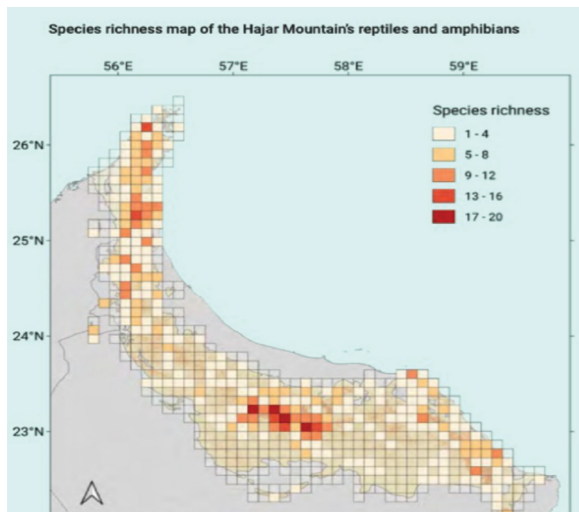 Species richness map of the Hajar Mountain's reptiles and amphibians
56°E 57°E 58°E 59°E
Species richness
1 - 4
26°N
5 - 8
9 - 12
13 - 16
17 - 20
25°N
24°N
23°N